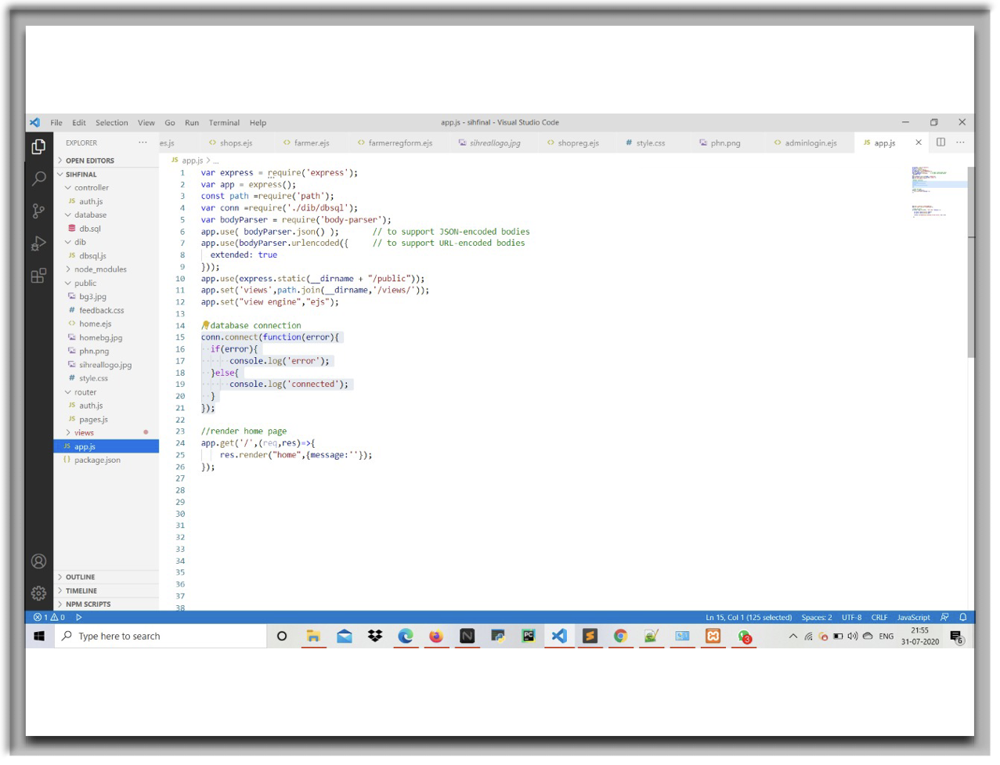 File Edit Selection View Go Run Terminal Help
app.js - sihfinal - Visual Studio Code
EXPLORER
es.js
shops.ejs
farmer.ejs
farmerregform.ejs
sihreallogo.jpg
shopreg.ejs
# style.css
phn.png
adminlogin.ejs
JS app.js
OPEN EDITORS
SIHFINAL
controller
JS auth.js
database
db.sql
dib
JS dbsql.js
node_modules
public
bg3.jpg
# feedback.css
home.ejs
homebg.jpg
phn.png
sihreallogo.jpg
# style.css
router
JS auth.js
JS pages.js
views
JS app.js
{} package.json
OUTLINE
TIMELINE
NPM SCRIPTS
JS app.js > ...
1 var express = require('express');
2 var app = express();
3 const path =require('path');
4 var conn =require('./dib/dbsql');
5 var bodyParser = require('body-parser');
6 app.use( bodyParser.json() ); // to support JSON-encoded bodies
7 app.use(bodyParser.urlencoded({ // to support URL-encoded bodies
8 extended: true
9 }));
10 app.use(express.static(__dirname + "/public"));
11 app.set('views',path.join(__dirname,'/views/'));
12 app.set("view engine","ejs");
13
14 /database connection
15 conn.connect(function(error){
16 if(error){
17 console.log('error');
18 }else{
19 console.log('connected');
20 }
21 });
22
23 //render home page
24 app.get('/',(req,res)=>{
25 res.render("home",{message:''});
26 });
27
28
29
30
31
32
33
34
35
36
37
38
1 0
Ln 15, Col 1 (125 selected) Spaces: 2 UTF-8 CRLF JavaScript
Type here to search
N
PC
S
3
ENG
21:55
31-07-2020
6